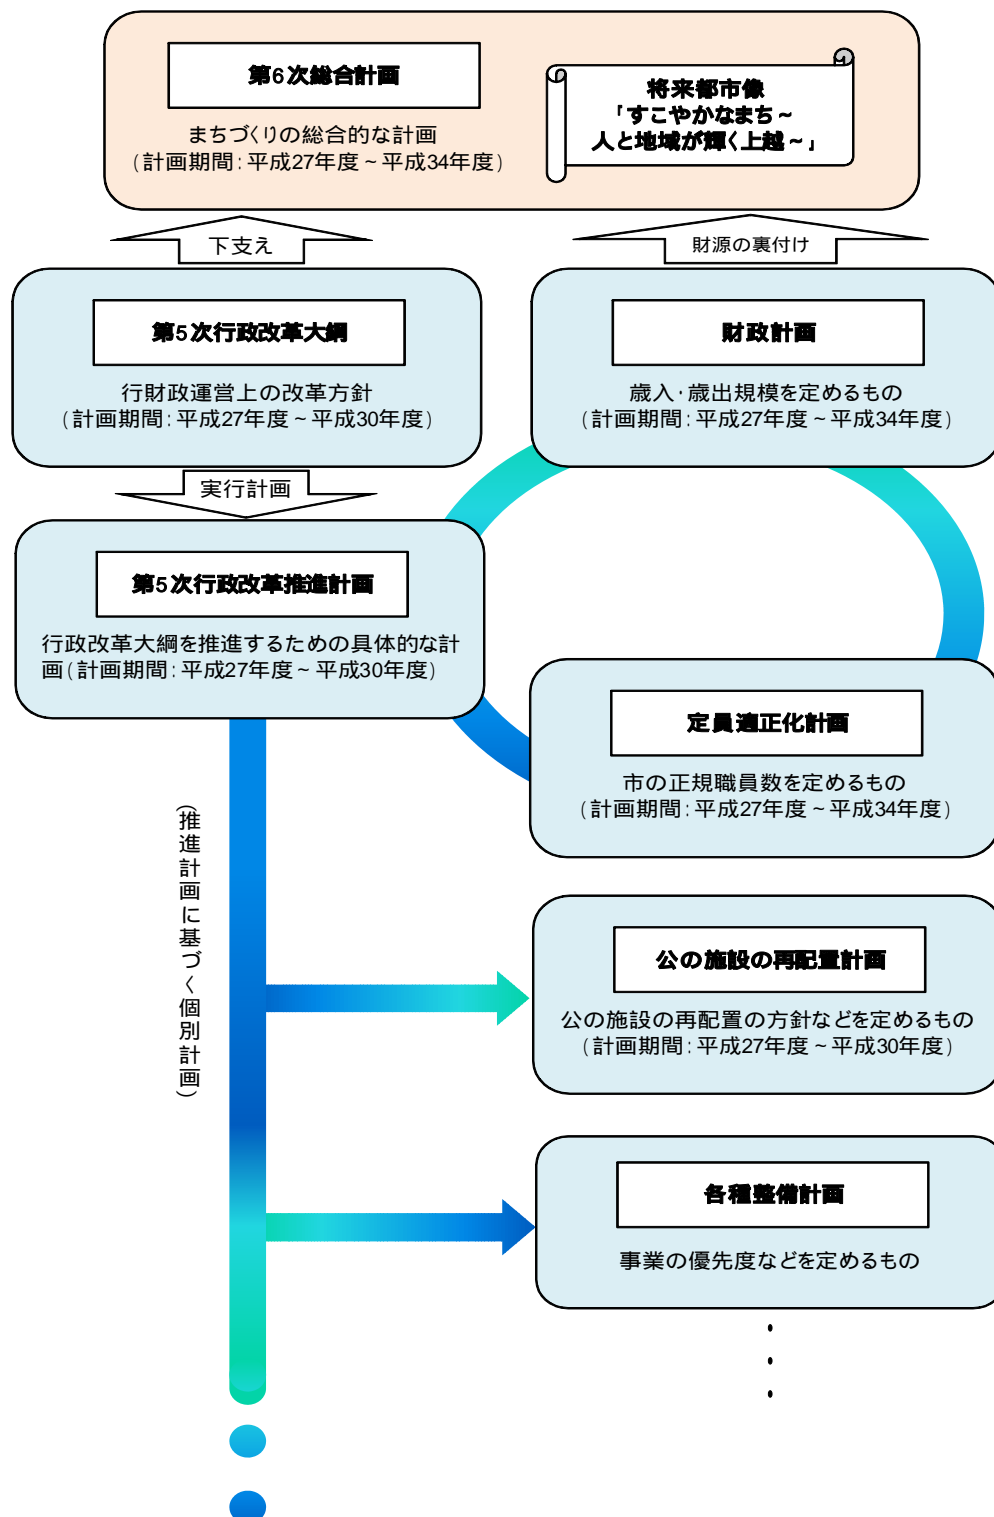 第6次総合計画
まちづくりの総合的な計画
(計画期間:平成27年度~平成34年度)
将来都市像
「すこやかなまち~
人と地域が輝く上越~」
下支え
財源の裏付け
第5次行政改革大綱
行財政運営上の改革方針
(計画期間:平成27年度~平成30年度)
財政計画
歳入・歳出規模を定めるもの
(計画期間:平成27年度~平成34年度)
実行計画
第5次行政改革推進計画
行政改革大綱を推進するための具体的な計
画(計画期間:平成27年度~平成30年度)
定員適正化計画
市の正規職員数を定めるもの
(計画期間:平成27年度~平成34年度)
(推進計画に基づく個別計画)
公の施設の再配置計画
公の施設の再配置の方針などを定めるもの
(計画期間:平成27年度~平成30年度)
各種整備計画
事業の優先度などを定めるもの